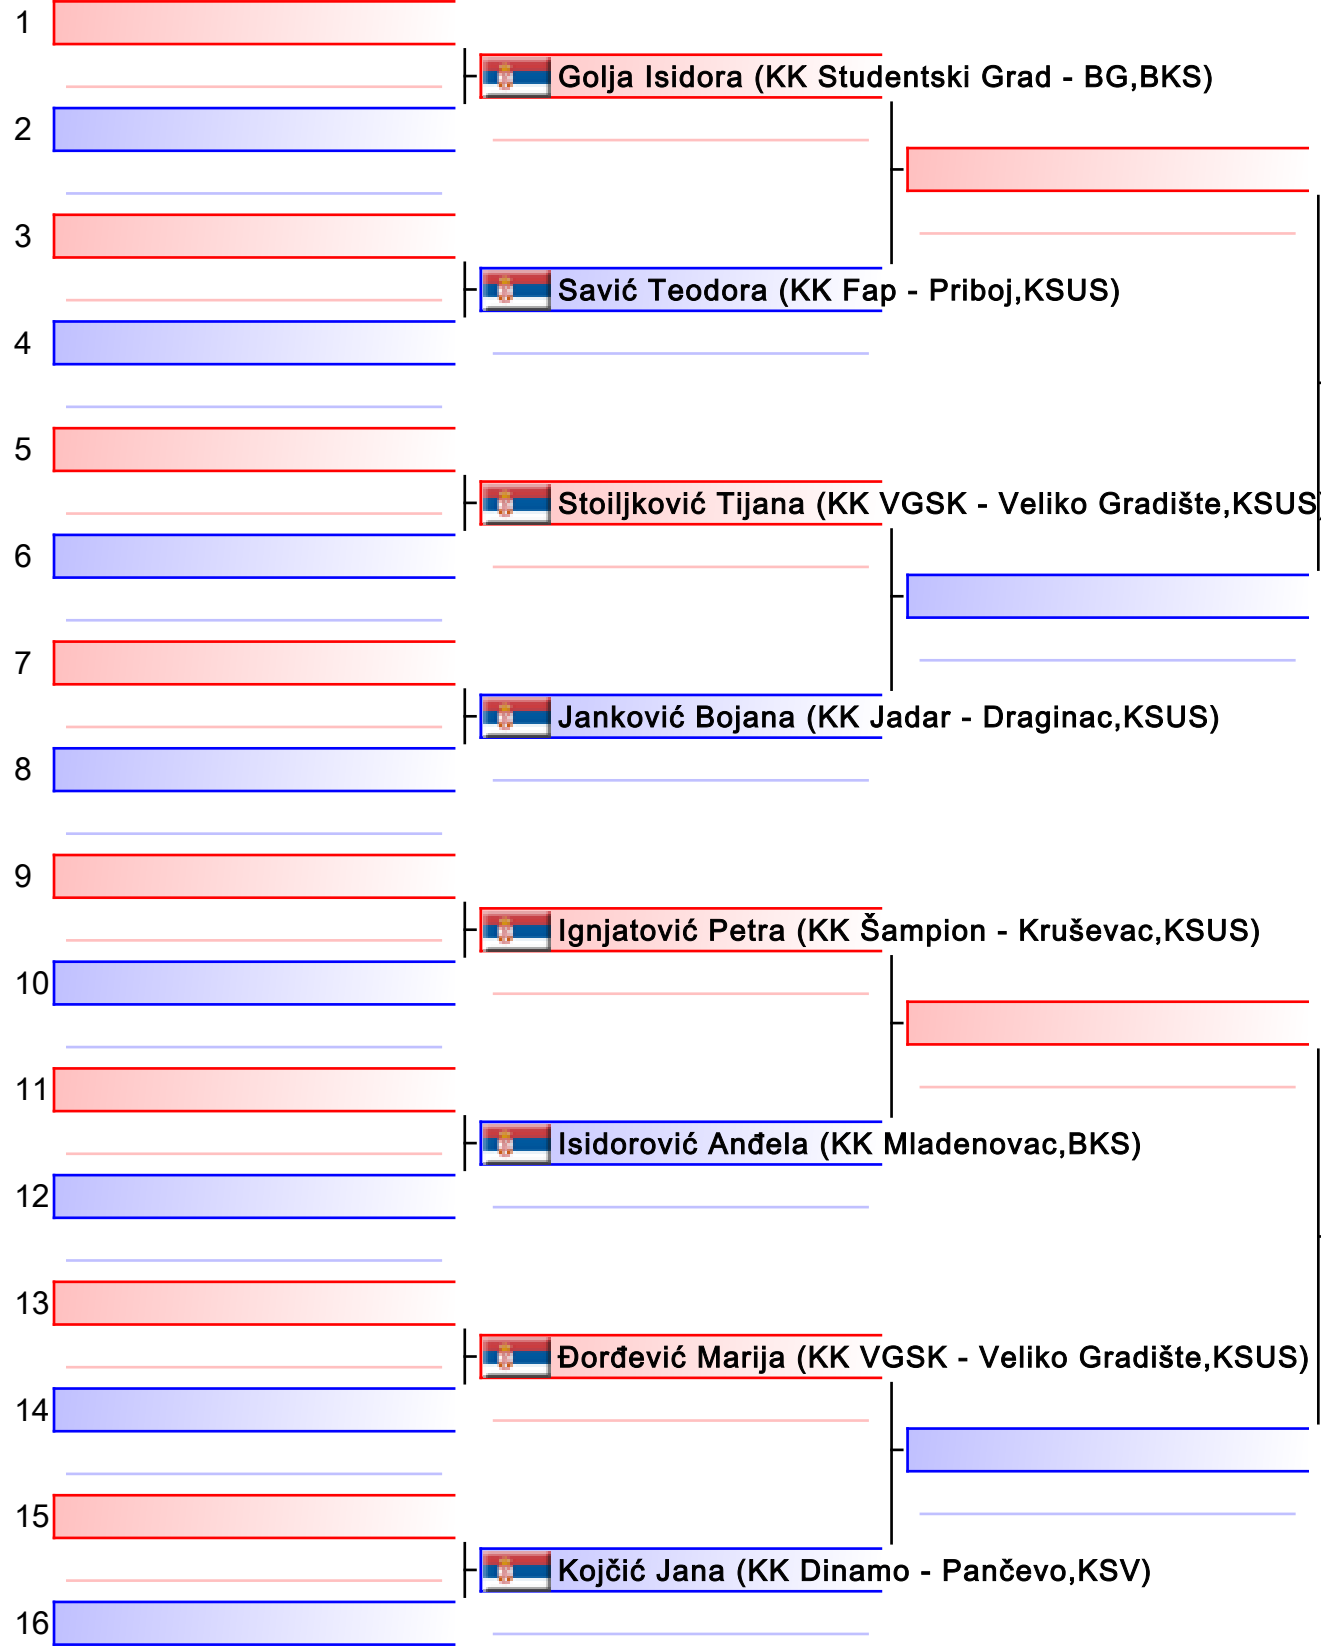 1
Golja Isidora (KK Studentski Grad - BG,BKS)
2
3
Savić Teodora (KK Fap - Priboj,KSUS)
4
5
Stoiljković Tijana (KK VGSK - Veliko Gradište,KSUS)
6
7
Janković Bojana (KK Jadar - Draginac,KSUS)
8
9
Ignjatović Petra (KK Šampion - Kruševac,KSUS)
10
11
Isidorović Anđela (KK Mladenovac,BKS)
12
13
Đorđević Marija (KK VGSK - Veliko Gradište,KSUS)
14
15
Kojčić Jana (KK Dinamo - Pančevo,KSV)
16